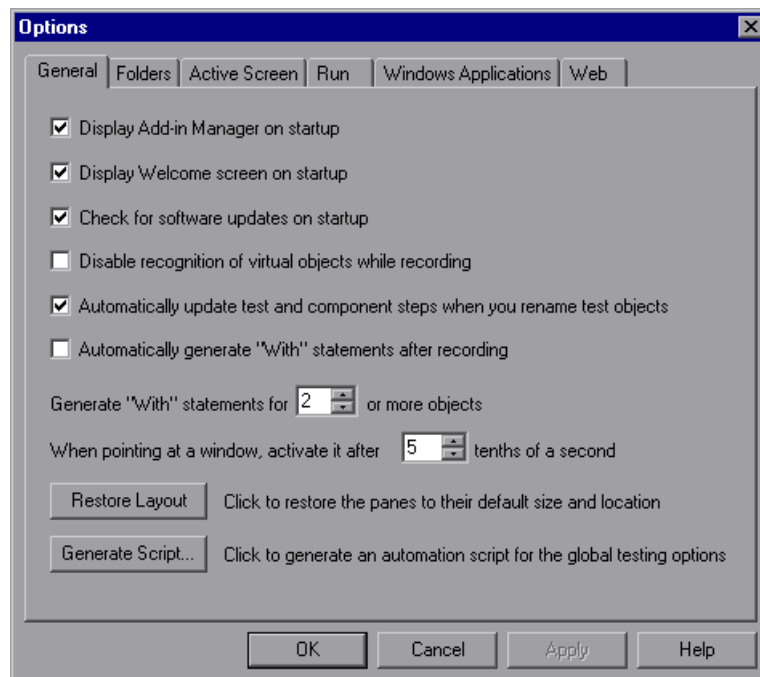 Options
General Folders Active Screen Run Windows Applications Web
Display Add-in Manager on startup
Display Welcome screen on startup
Check for software updates on startup
Disable recognition of virtual objects while recording
Automatically update test and component steps when you rename test objects
Automatically generate "With" statements after recording
Generate "With" statements for 2 or more objects
When pointing at a window, activate it after 5 tenths of a second
Restore Layout Click to restore the panes to their default size and location
Generate Script... Click to generate an automation script for the global testing options
OK Cancel Apply Help